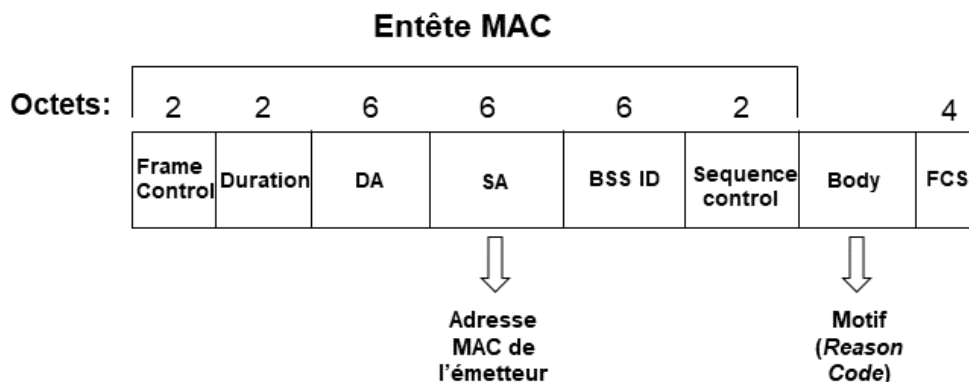 Entête MAC
Octets: 2 2 6 6 6 2 4
Frame Control Duration DA SA BSS ID Sequence control Body FCS
Adresse
MAC de
l'émetteur
Motif
(Reason
Code)